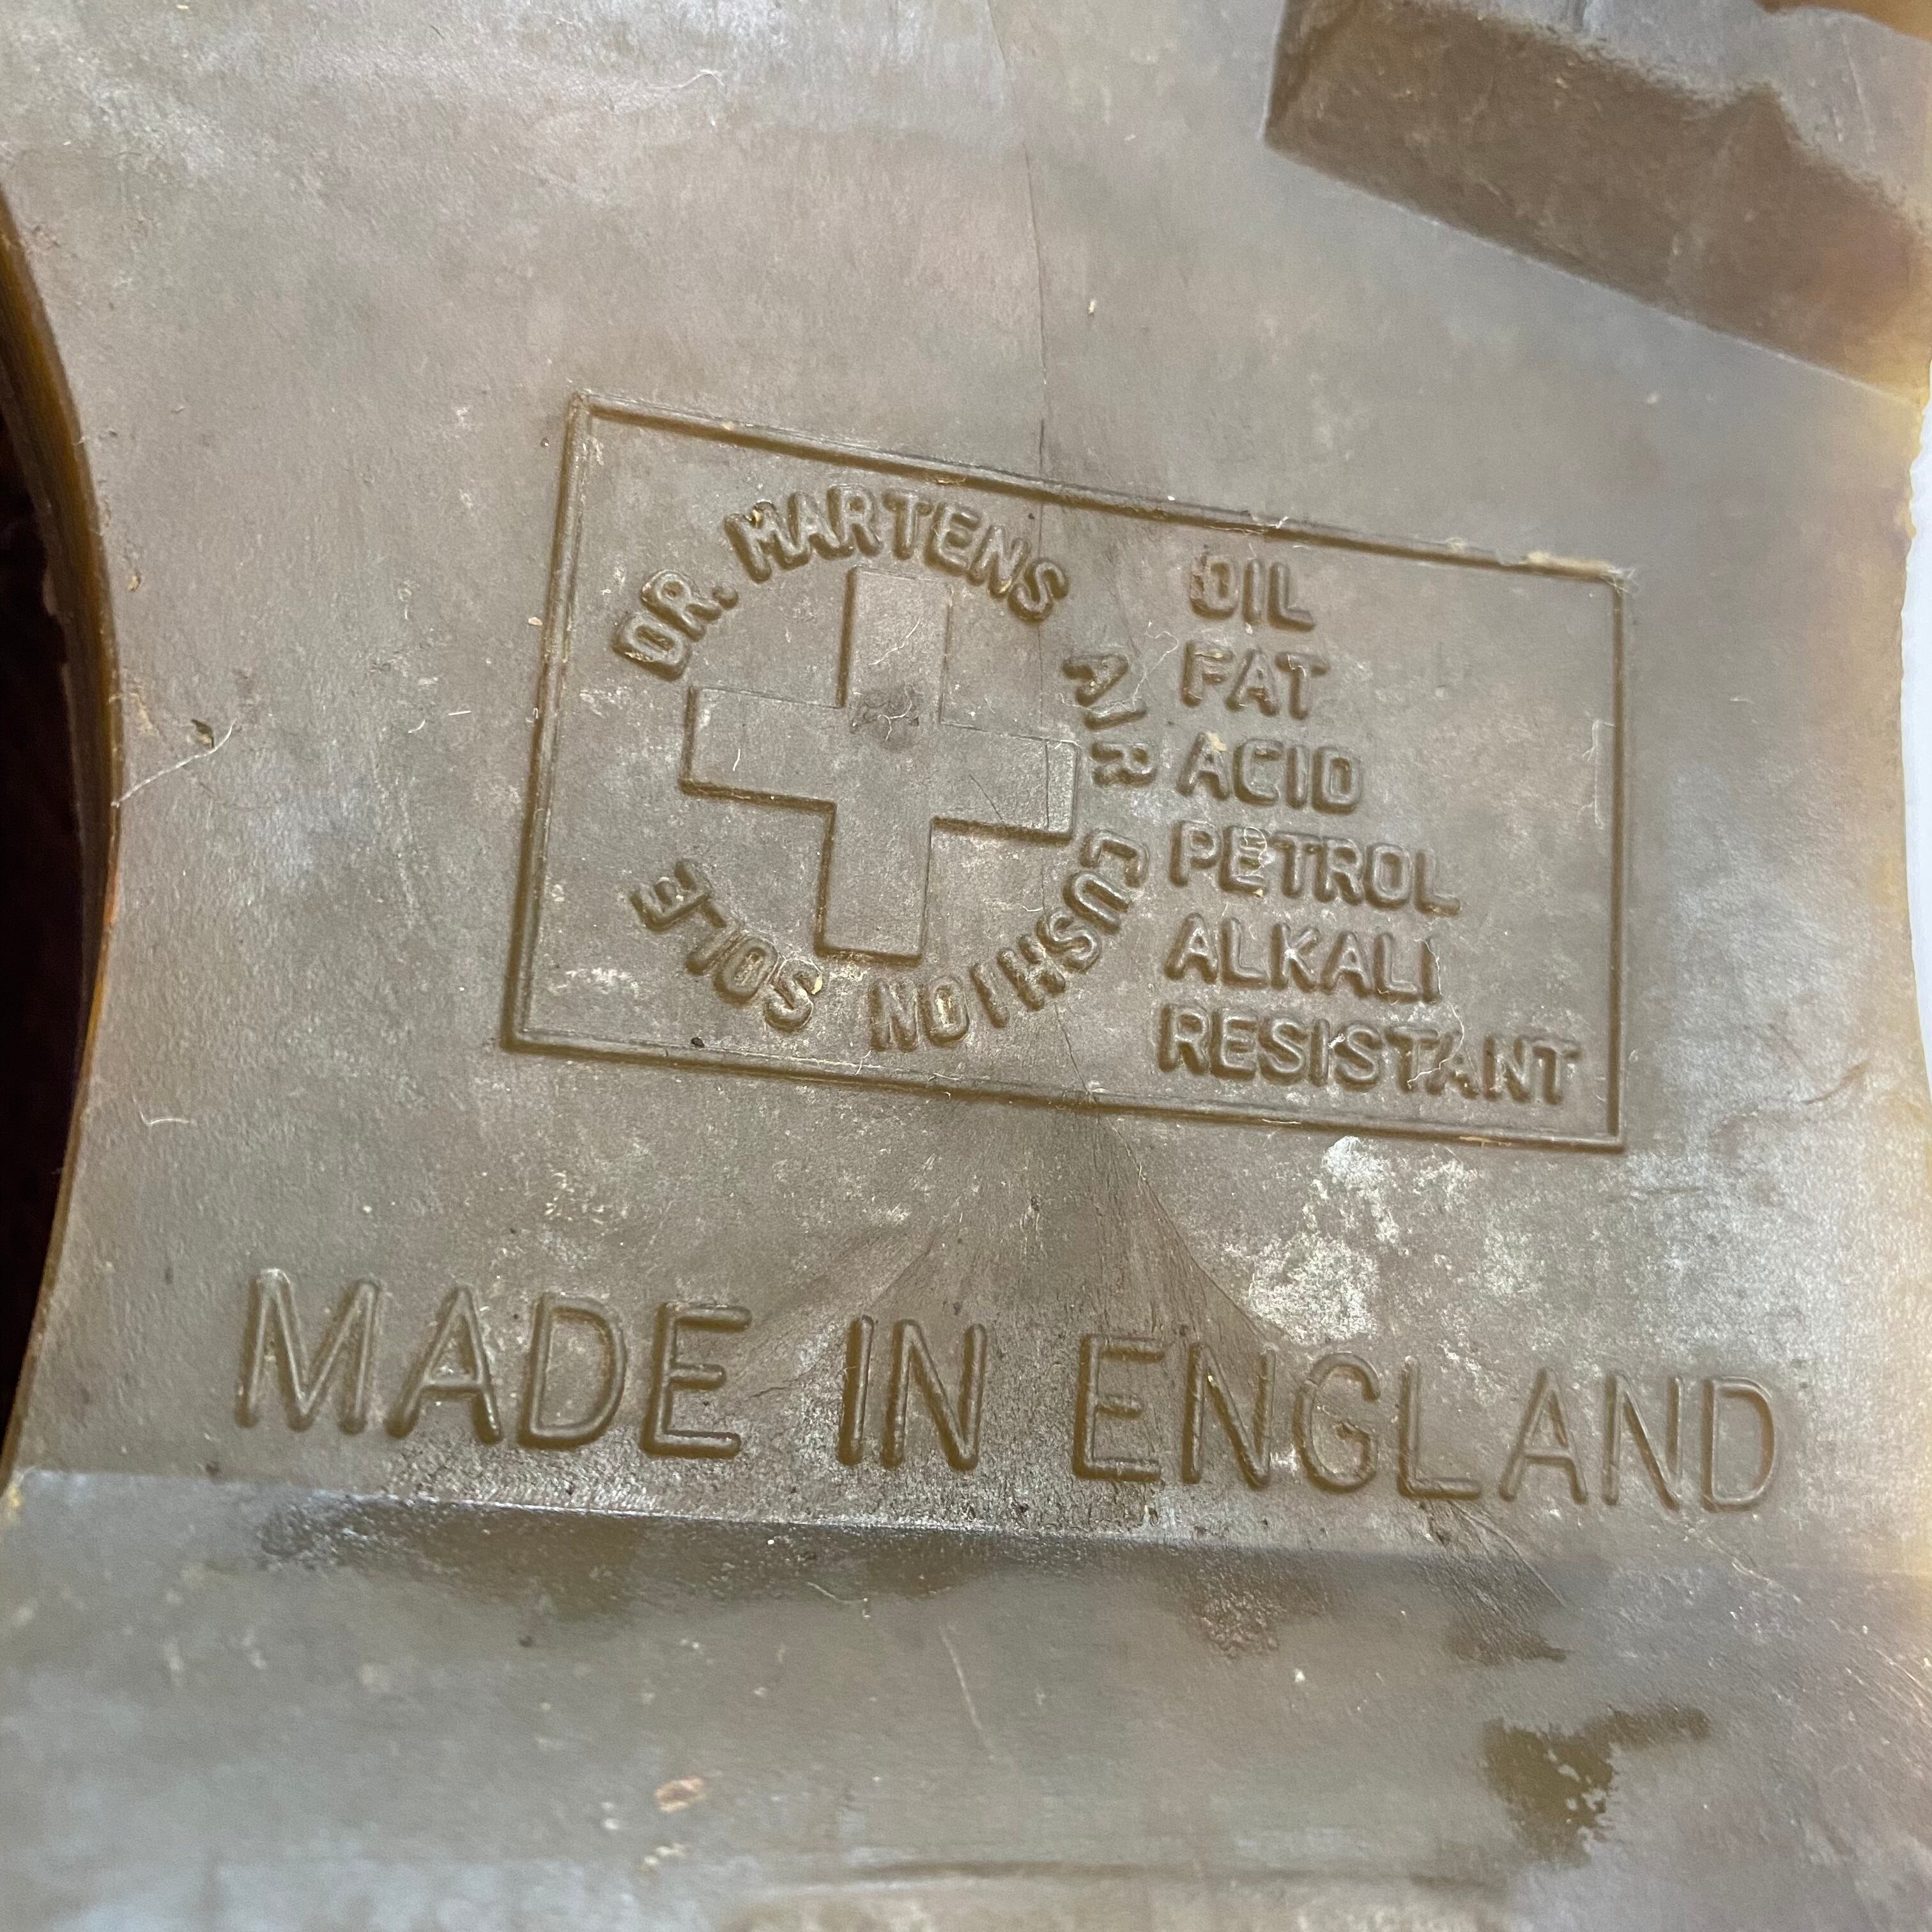 DR. MARTENS AIR CUSHION SOLE
OIL
FAT
ACID
PETROL
ALKALI
RESISTANT
MADE IN ENGLAND